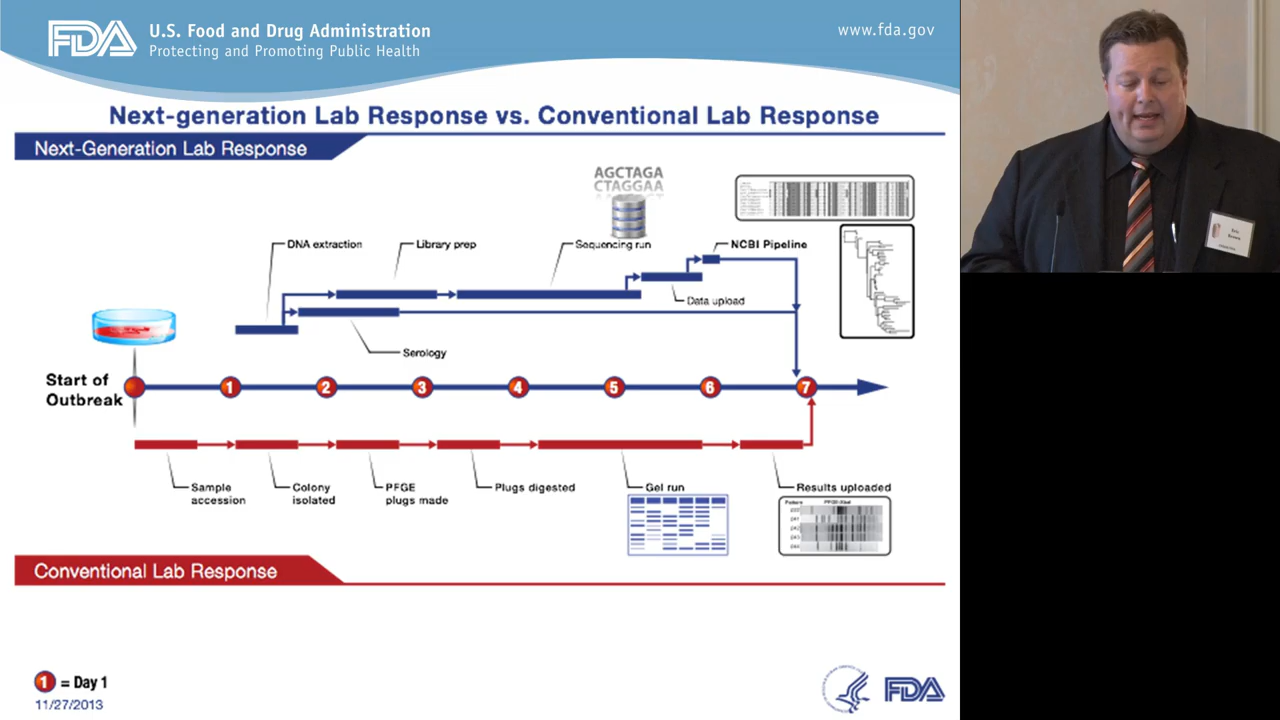 FDA
U.S. Food and Drug Administration
Protecting and Promoting Public Health
www.fda.gov
Next-generation Lab Response vs. Conventional Lab Response
Next-Generation Lab Response
AGCTAGA
CTAGGAA
DNA extraction
Library prep
Sequencing run
NCBI Pipeline
Data upload
Serology
Start of
Outbreak
1
2
3
4
5
6
7
Sample
accession
Colony
isolated
PFGE
plugs made
Plugs digested
Gel run
Results uploaded
Pattern
Conventional Lab Response
1 = Day 1
11/27/2013
FDA